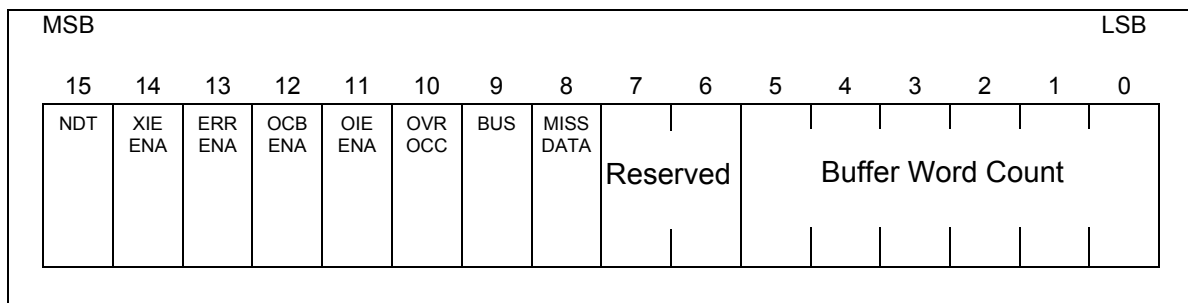 MSB LSB
15 14 13 12 11 10 9 8 7 6 5 4 3 2 1 0
NDT XIE ERR OCB OIE OVR BUS MISS
ENA ENA ENA ENA OCC DATA
Reserved Buffer Word Count